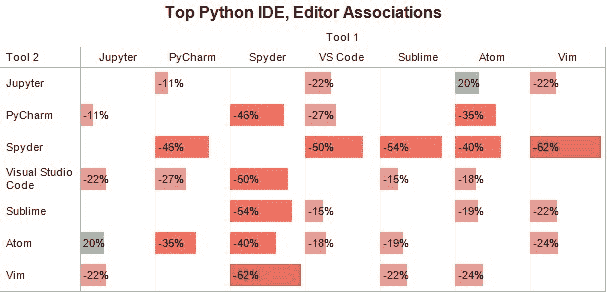 Top Python IDE, Editor Associations
Tool 1
Tool 2 Jupyter PyCharm Spyder VS Code Sublime Atom Vim
Jupyter -11% -22% 20% -22%
PyCharm -11% -46% -27% -35%
Spyder -46% -50% -54% -40% -62%
Visual Studio
Code -22% -27% -50% -15% -18%
Sublime -54% -15% -19% -22%
Atom 20% -35% -40% -18% -19% -24%
Vim -22% -62% -22% -24%